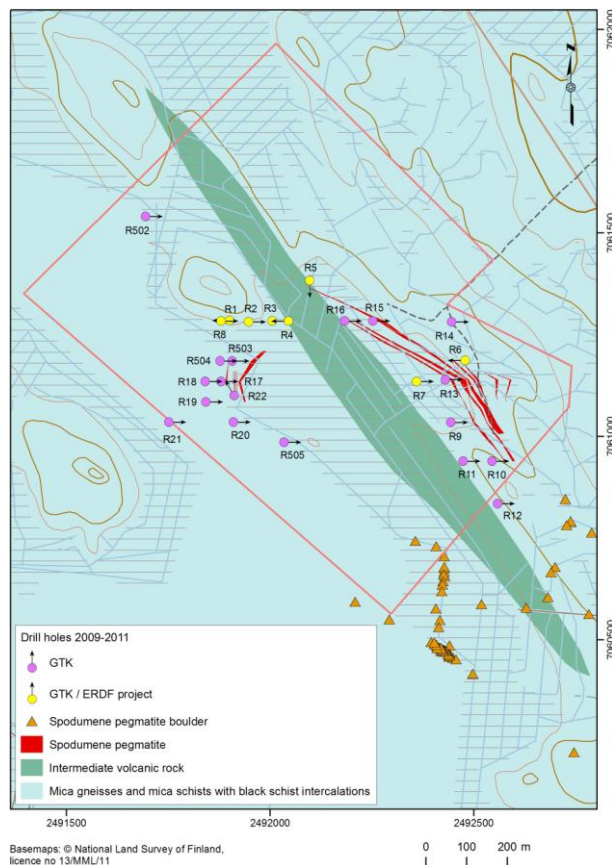 7062000
N
7061500
R502
R5
R1
R2
R3
R16
R15
R8
R4
R14
R504
R503
R6
R18
R17
R7
R13
R19
R22
7061000
R21
R20
R9
R505
R11
R10
R12
7060500
Drill holes 2009-2011
GTK
GTK / ERDF project
Spodumene pegmatite boulder
Spodumene pegmatite
Intermediate volcanic rock
Mica gneisses and mica schists with black schist intercalations
2491500
2492000
2492500
Basemaps: © National Land Survey of Finland,
licence no 13/MML/11
0 100 200 m